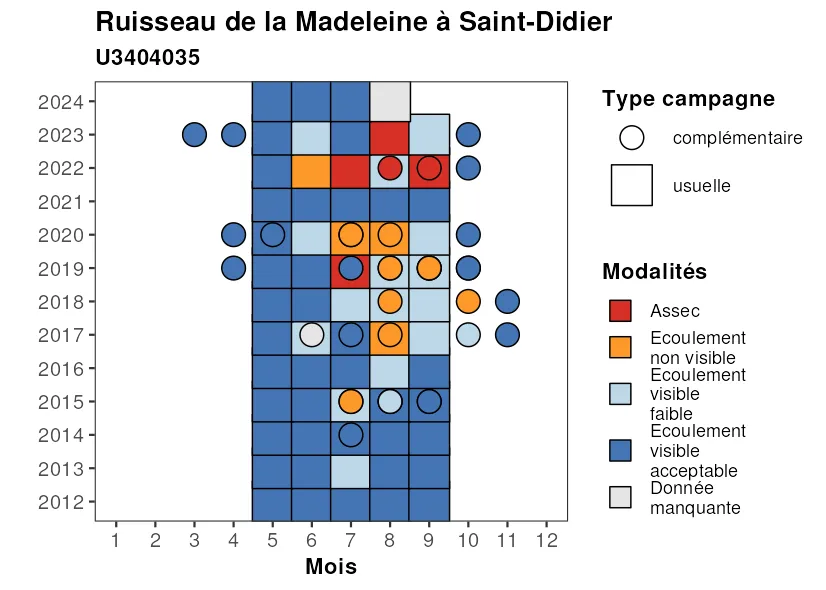 Ruisseau de la Madeleine à Saint-Didier
U3404035
2024
2023
2022
2021
2020
2019
2018
2017
2016
2015
2014
2013
2012
1 2 3 4 5 6 7 8 9 10 11 12
Mois
Type campagne
complémentaire
usuelle
Modalités
Assec
Ecoulement
non visible
Ecoulement
visible
faible
Ecoulement
visible
acceptable
Donnée
manquante